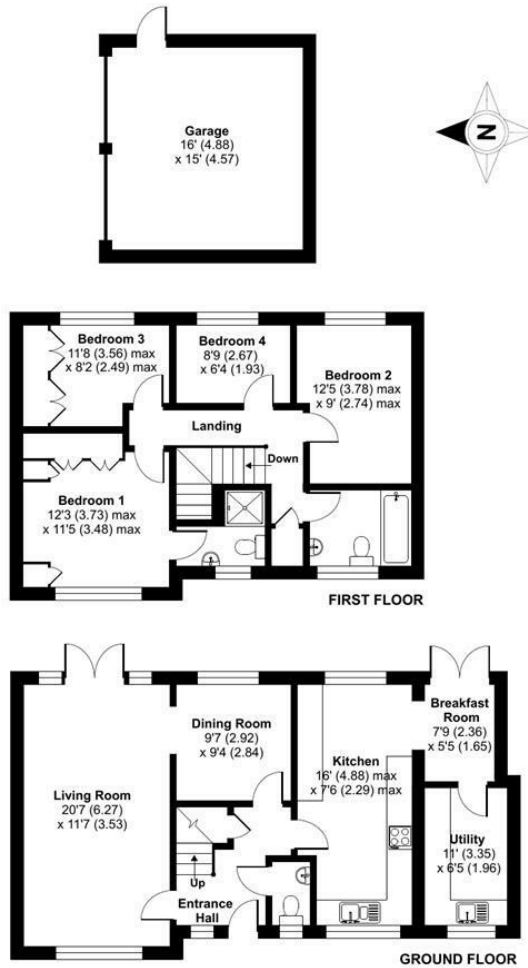 Garage
16' (4.88)
x 15' (4.57)
N
Bedroom 3
11'8 (3.56) max
x 8'2 (2.49) max
Bedroom 4
8'9 (2.67)
x 6'4 (1.93)
Bedroom 2
12'5 (3.78) max
x 9' (2.74) max
Landing
Down
Bedroom 1
12'3 (3.73) max
x 11'5 (3.48) max
FIRST FLOOR
Breakfast
Room
7'9 (2.36)
x 5'5 (1.65)
Dining Room
9'7 (2.92)
x 9'4 (2.84)
Kitchen
16' (4.88) max
x 7'6 (2.29) max
Living Room
20'7 (6.27)
x 11'7 (3.53)
Utility
11' (3.35)
x 6'5 (1.96)
Up
Entrance
Hall
GROUND FLOOR